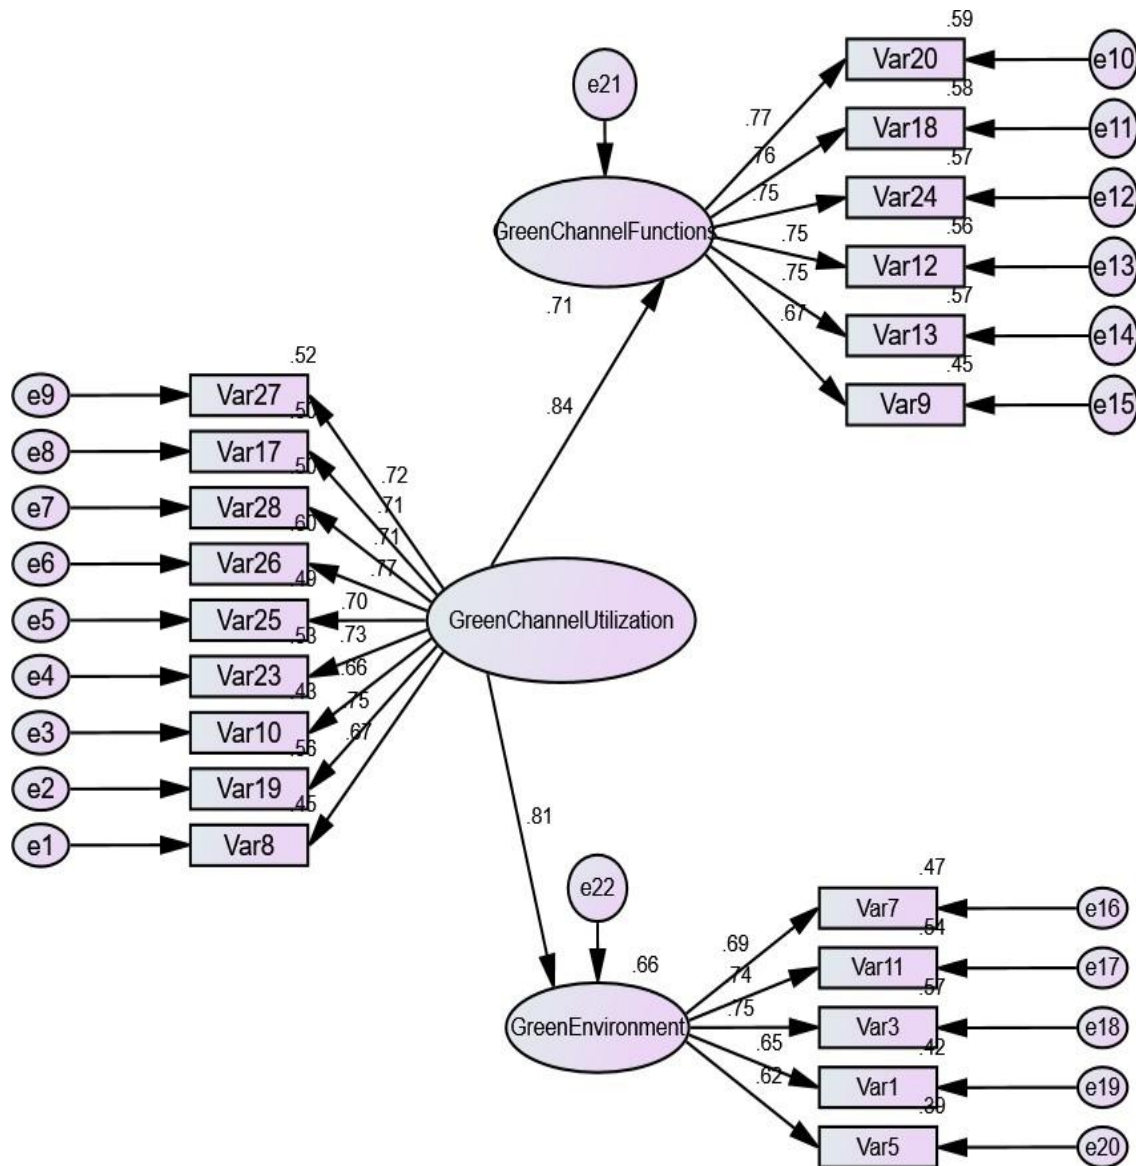 .59
Var20
e10
e21
.58
.77
Var18
e11
.76
.57
.75
Var24
e12
GreenChannelFunctions
.75
.56
Var12
e13
.75
.57
.71
.67
Var13
e14
.52
.45
e9
Var27
.84
Var9
e15
.50
e8
Var17
.50
.72
.71
e7
Var28
.60
.71
e6
Var26
.77
.49
.70
e5
Var25
GreenChannelUtilization
.53
.73
e4
Var23
.66
.43
.75
e3
Var10
.67
.56
e2
Var19
.45
.81
e1
Var8
.47
e22
Var7
e16
.54
.69
.66
.74
Var11
e17
.57
.75
GreenEnvironment
Var3
e18
.65
.42
.62
Var1
e19
.39
Var5
e20